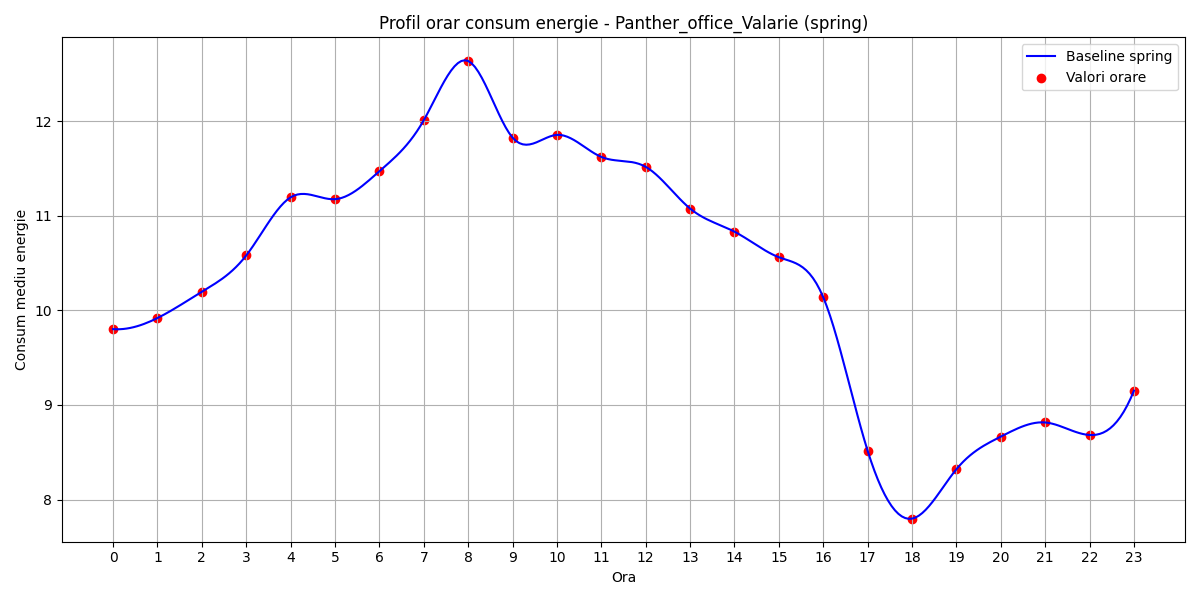 Profil orar consum energie - Panther_office_Valarie (spring)
Baseline spring
Valori orare
Consum mediu energie
12
11
10
9
8
0 1 2 3 4 5 6 7 8 9 10 11 12 13 14 15 16 17 18 19 20 21 22 23
Ora